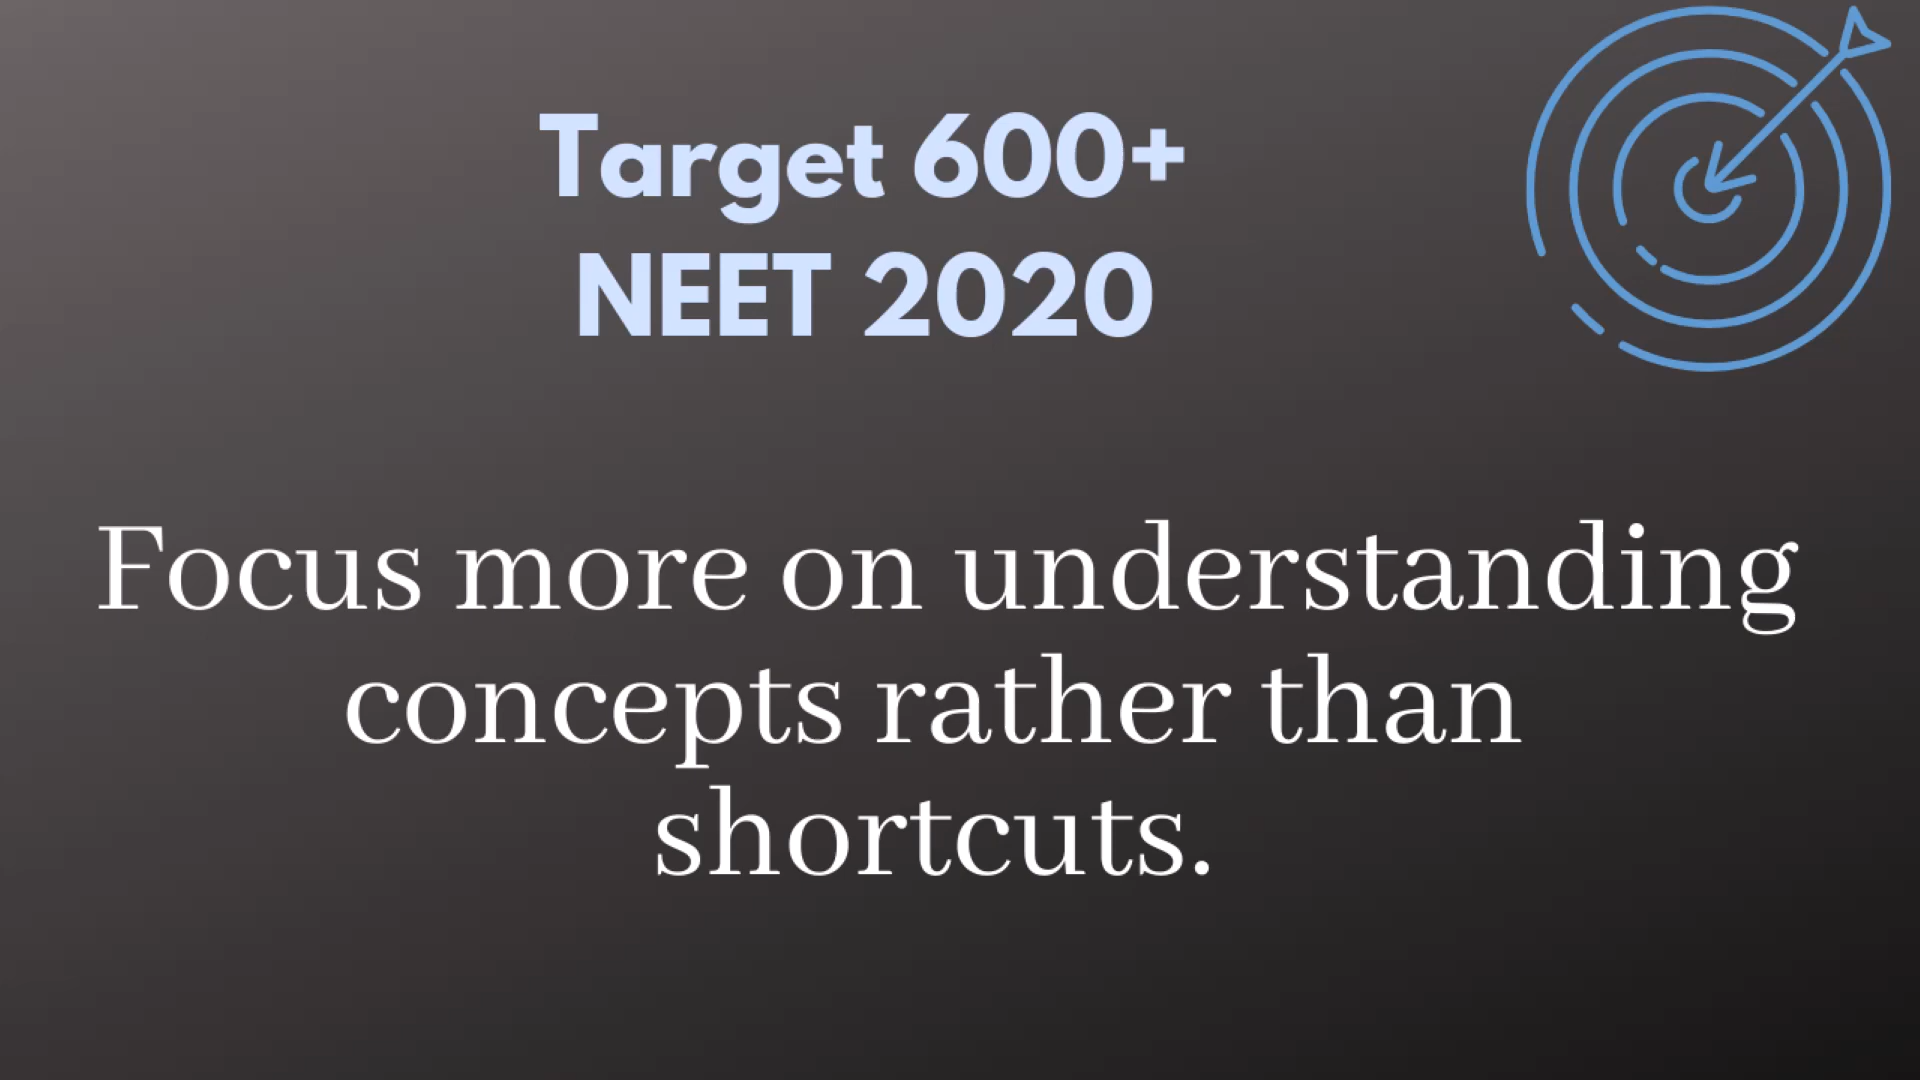 Target 600+
NEET 2020
Focus more on understanding
concepts rather than
shortcuts.